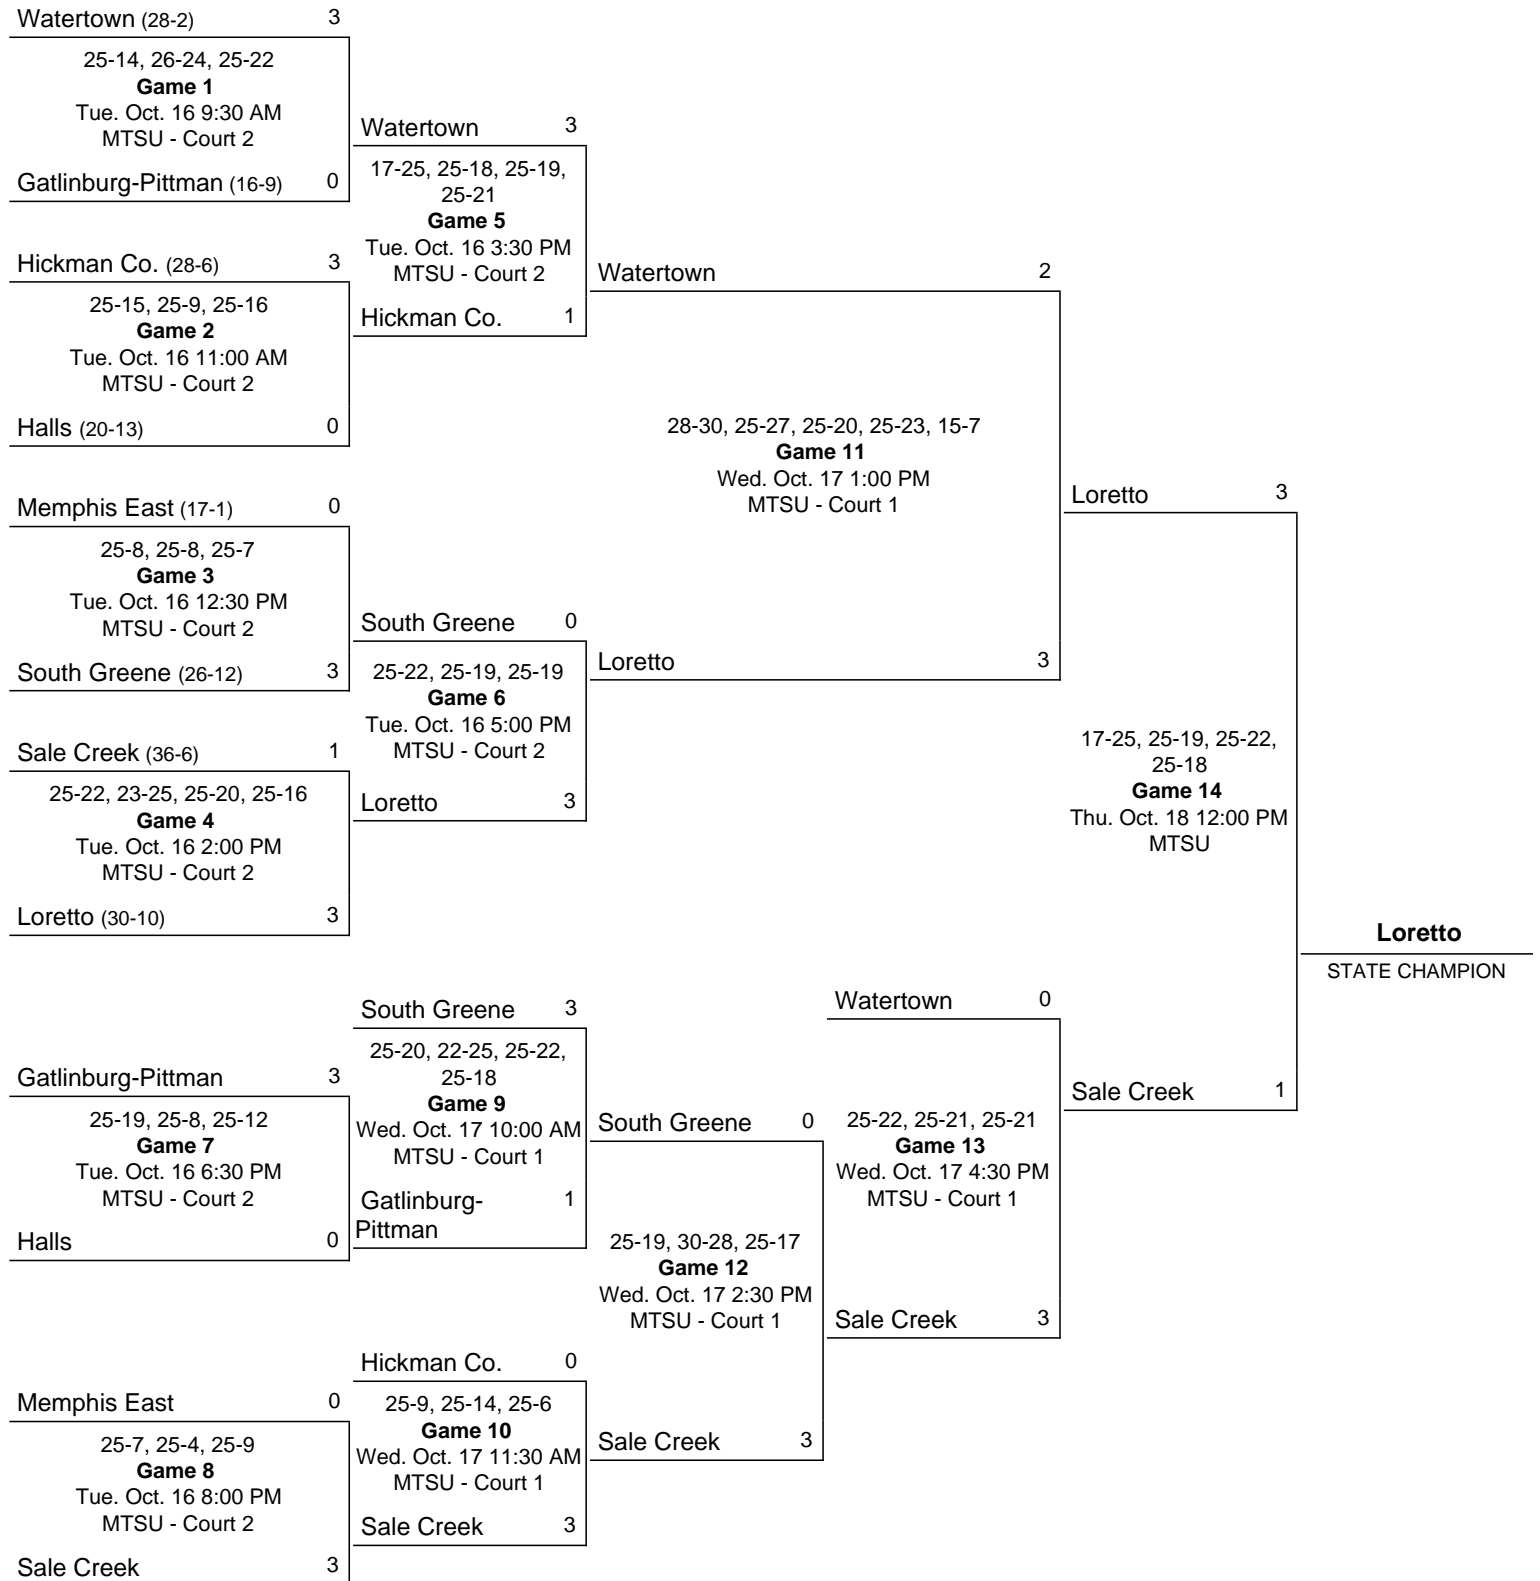 Watertown (28-2) 3
25-14, 26-24, 25-22
Game 1
Tue. Oct. 16 9:30 AM
MTSU - Court 2
Gatlinburg-Pittman (16-9) 0
Hickman Co. (28-6) 3
25-15, 25-9, 25-16
Game 2
Tue. Oct. 16 11:00 AM
MTSU - Court 2
Halls (20-13) 0
Memphis East (17-1) 0
25-8, 25-8, 25-7
Game 3
Tue. Oct. 16 12:30 PM
MTSU - Court 2
South Greene (26-12) 3
Sale Creek (36-6) 1
25-22, 23-25, 25-20, 25-16
Game 4
Tue. Oct. 16 2:00 PM
MTSU - Court 2
Loretto (30-10) 3
Watertown 3
17-25, 25-18, 25-19,
25-21
Game 5
Tue. Oct. 16 3:30 PM
MTSU - Court 2
Hickman Co. 1
South Greene 0
25-22, 25-19, 25-19
Game 6
Tue. Oct. 16 5:00 PM
MTSU - Court 2
Loretto 3
Watertown 2
28-30, 25-27, 25-20, 25-23, 15-7
Game 11
Wed. Oct. 17 1:00 PM
MTSU - Court 1
Loretto 3
Loretto 3
17-25, 25-19, 25-22,
25-18
Game 14
Thu. Oct. 18 12:00 PM
MTSU
Sale Creek 1
Loretto
STATE CHAMPION
Gatlinburg-Pittman 3
25-19, 25-8, 25-12
Game 7
Tue. Oct. 16 6:30 PM
MTSU - Court 2
Halls 0
Memphis East 0
25-7, 25-4, 25-9
Game 8
Tue. Oct. 16 8:00 PM
MTSU - Court 2
Sale Creek 3
South Greene 3
25-20, 22-25, 25-22,
25-18
Game 9
Wed. Oct. 17 10:00 AM
MTSU - Court 1
Gatlinburg-
Pittman 1
Hickman Co. 0
25-9, 25-14, 25-6
Game 10
Wed. Oct. 17 11:30 AM
MTSU - Court 1
Sale Creek 3
South Greene 0
25-19, 30-28, 25-17
Game 12
Wed. Oct. 17 2:30 PM
MTSU - Court 1
Sale Creek 3
Watertown 0
25-22, 25-21, 25-21
Game 13
Wed. Oct. 17 4:30 PM
MTSU - Court 1
Sale Creek 3